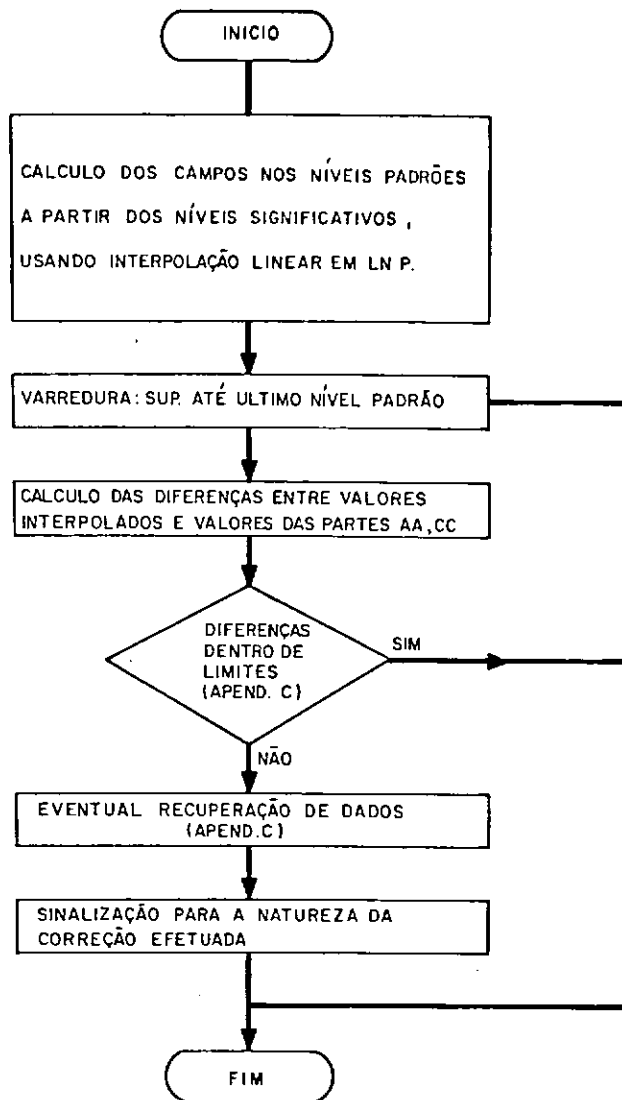 INICIO
CALCULO DOS CAMPOS NOS NÍVEIS PADRÕES
A PARTIR DOS NÍVEIS SIGNIFICATIVOS,
USANDO INTERPOLAÇÃO LINEAR EM LN P.
VARREDURA: SUP. ATÉ ULTIMO NÍVEL PADRÃO
CALCULO DAS DIFERENÇAS ENTRE VALORES
INTERPOLADOS E VALORES DAS PARTES AA,CC
DIFERENÇAS
DENTRO DE
LIMITES
(APEND. C)
SIM
NÃO
EVENTUAL RECUPERAÇÃO DE DADOS
(APEND.C)
SINALIZAÇÃO PARA A NATUREZA DA
CORREÇÃO EFETUADA
FIM